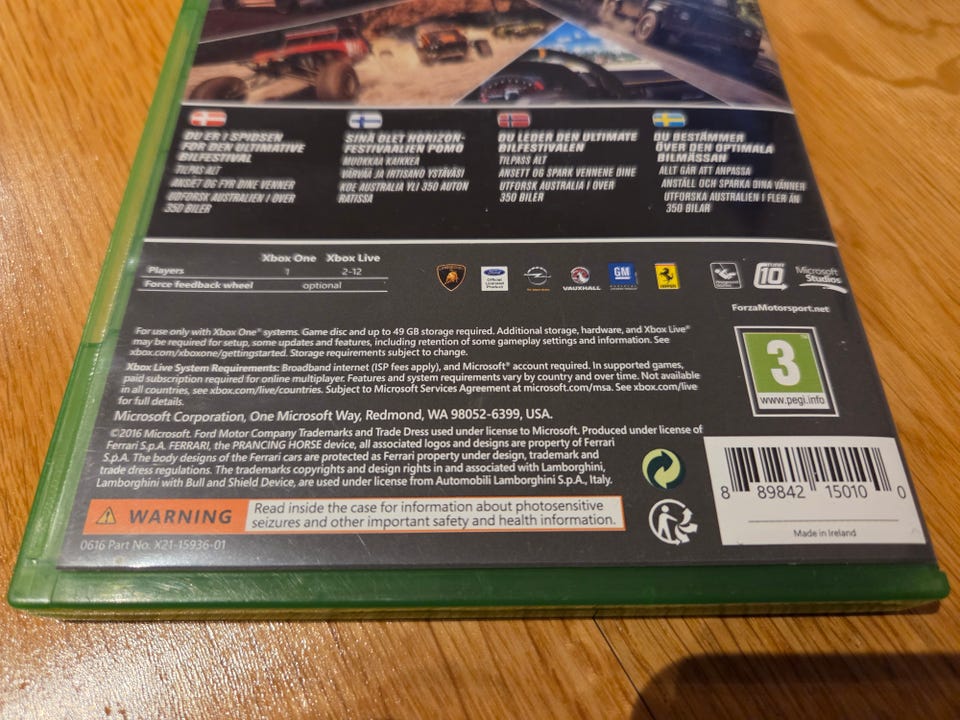 DU ER I SPIDSEN
FOR DEN ULTIMATIVE
BILFESTIVAL
TILPAS ALT
ANSÆT OG FYR DINE VENNER
UDFORSK AUSTRALIEN I OVER
350 BILER
SINÄ OLET HORIZON-
FESTIVAALIEN POMO
MUOKKAA KAIKKEA
VÄRVÄÄ JA IRTISANO YSTÄVÄSI
KOE AUSTRALIA YLI 350 AUTON
RATISSA
DU LEDER DEN ULTIMATE
BILFESTIVALEN
TILPASS ALT
ANSETT OG SPARK VENNENE DINE
UTFORSK AUSTRALIA I OVER
350 BILER
DU BESTÄMMER
ÖVER DEN OPTIMALA
BILMÄSSAN
ALLT GÅR ATT ANPASSA
ANSTÄLL OCH SPARKA DINA VÄNNER
UTFORSKA AUSTRALIEN I FLER ÄN
350 BILAR
Xbox One Xbox Live
Players 1 2-12
Force feedback wheel optional
Ford
Official
Licensed
Product
VAUXHALL
GM
TURN
10
Microsoft
Studios
ForzaMotorsport.net
For use only with Xbox One® systems. Game disc and up to 49 GB storage required. Additional storage, hardware, and Xbox Live®
may be required for setup, some updates and features, including retention of some gameplay settings and information. See
xbox.com/xboxone/gettingstarted. Storage requirements subject to change.
Xbox Live System Requirements: Broadband internet (ISP fees apply), and Microsoft® account required. In supported games,
paid subscription required for online multiplayer. Features and system requirements vary by country and over time. Not available
in all countries, see xbox.com/live/countries. Subject to Microsoft Services Agreement at microsoft.com/msa. See xbox.com/live
for full details.
Microsoft Corporation, One Microsoft Way, Redmond, WA 98052-6399, USA.
©2016 Microsoft. Ford Motor Company Trademarks and Trade Dress used under license to Microsoft. Produced under license of
Ferrari S.p.A. FERRARI, the PRANCING HORSE device, all associated logos and designs are property of Ferrari
S.p.A. The body designs of the Ferrari cars are protected as Ferrari property under design, trademark and
trade dress regulations. The trademarks copyrights and design rights in and associated with Lamborghini,
Lamborghini with Bull and Shield Device, are used under license from Automobili Lamborghini S.p.A., Italy.
3
www.pegi.info
WARNING
Read inside the case for information about photosensitive
seizures and other important safety and health information.
0616 Part No. X21-15936-01
8 89842 15010 0
Made in Ireland